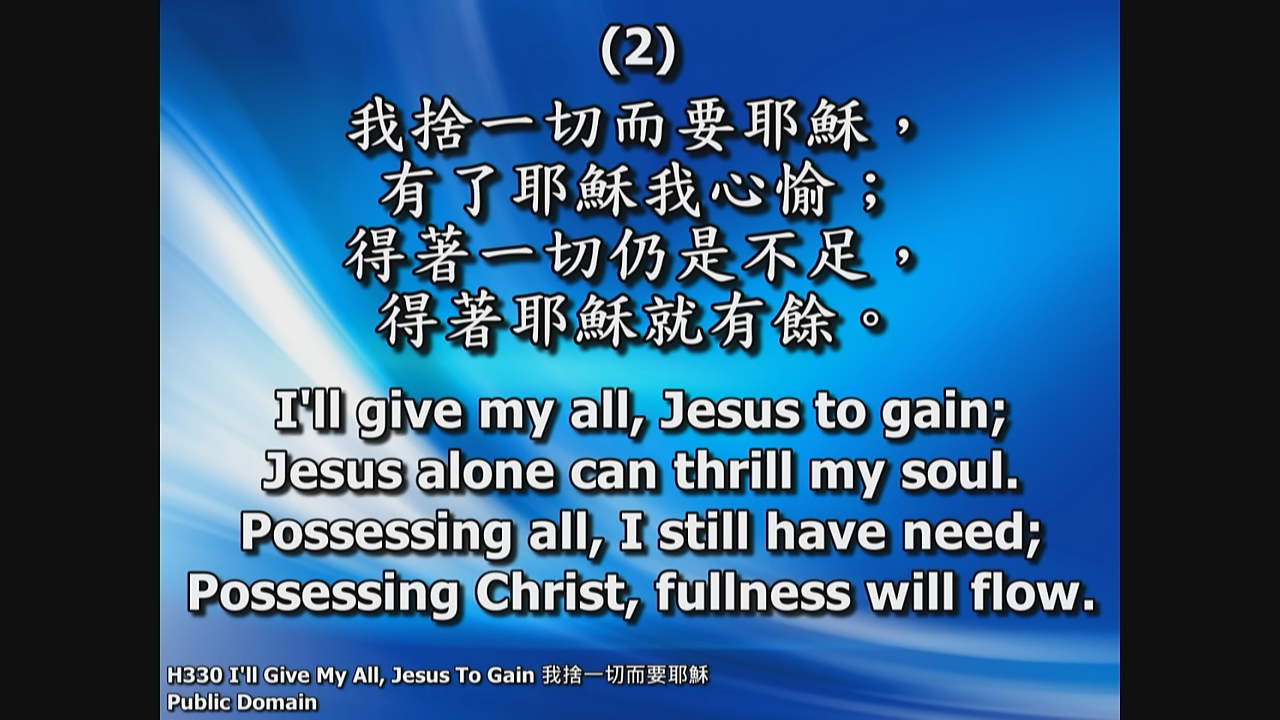 (2)
我捨一切而要耶穌，
有了耶穌我心愉；
得著一切仍是不足，
得著耶穌就有餘。
I'll give my all, Jesus to gain;
Jesus alone can thrill my soul.
Possessing all, I still have need;
Possessing Christ, fullness will flow.
H330 I'll Give My All, Jesus To Gain 我捨一切而要耶穌
Public Domain